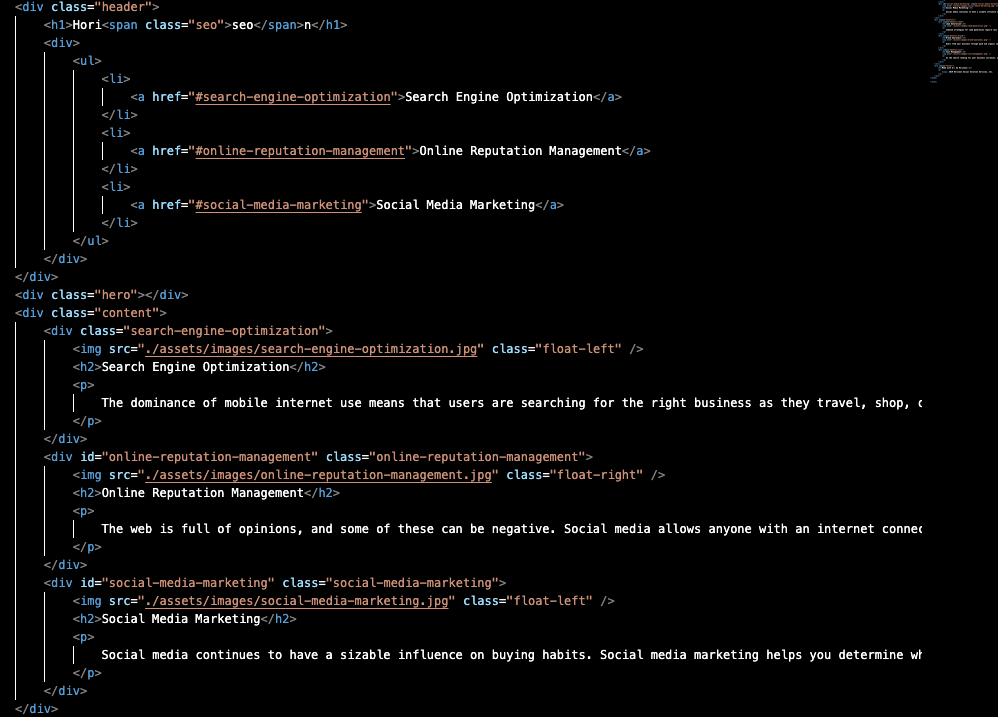 <div class="header">
<h1>Hori<span class="seo">seo</span>n</h1>
<div>
<ul>
<li>
<a href="#search-engine-optimization">Search Engine Optimization</a>
</li>
<li>
<a href="#online-reputation-management">Online Reputation Management</a>
</li>
<li>
<a href="#social-media-marketing">Social Media Marketing</a>
</li>
</ul>
</div>
</div>
<div class="hero"></div>
<div class="content">
<div class="search-engine-optimization">
<img src="./assets/images/search-engine-optimization.jpg" class="float-left" />
<h2>Search Engine Optimization</h2>
<p>
The dominance of mobile internet use means that users are searching for the right business as they travel, shop,
</p>
</div>
<div id="online-reputation-management" class="online-reputation-management">
<img src="./assets/images/online-reputation-management.jpg" class="float-right" />
<h2>Online Reputation Management</h2>
<p>
The web is full of opinions, and some of these can be negative. Social media allows anyone with an internet connec
</p>
</div>
<div id="social-media-marketing" class="social-media-marketing">
<img src="./assets/images/social-media-marketing.jpg" class="float-left" />
<h2>Social Media Marketing</h2>
<p>
Social media continues to have a sizable influence on buying habits. Social media marketing helps you determine wh
</p>
</div>
</div>